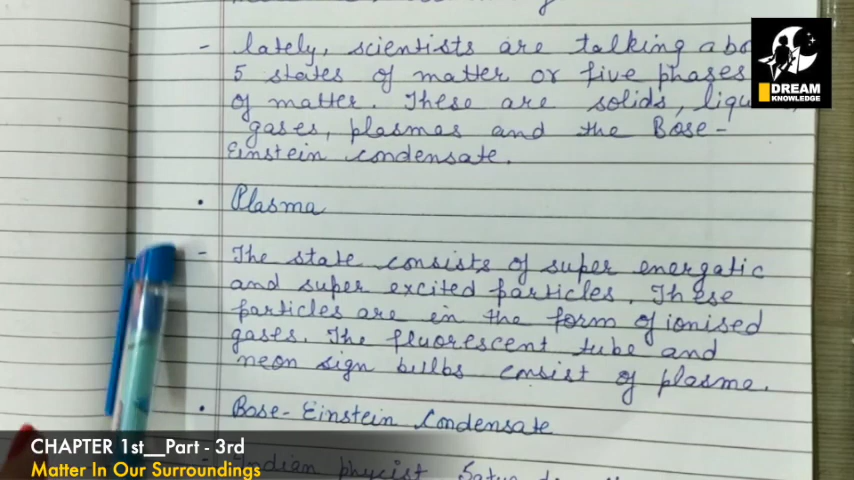 - lately, scientists are talking abo
5 states of matter or five phases
of matter. These are solids, liqu
gases, plasmas and the Bose-
Einstein condensate.
• Plasma
- The state consists of super energatic
and super excited particles. These
particles are in the form of ionised
gases. The fluorescent tube and
neon sign bulbs consist of plasme.
• Bose-Einstein Condensate
Indian phycist
DREAM
KNOWLEDGE
CHAPTER 1st__Part - 3rd
Matter In Our Surroundings